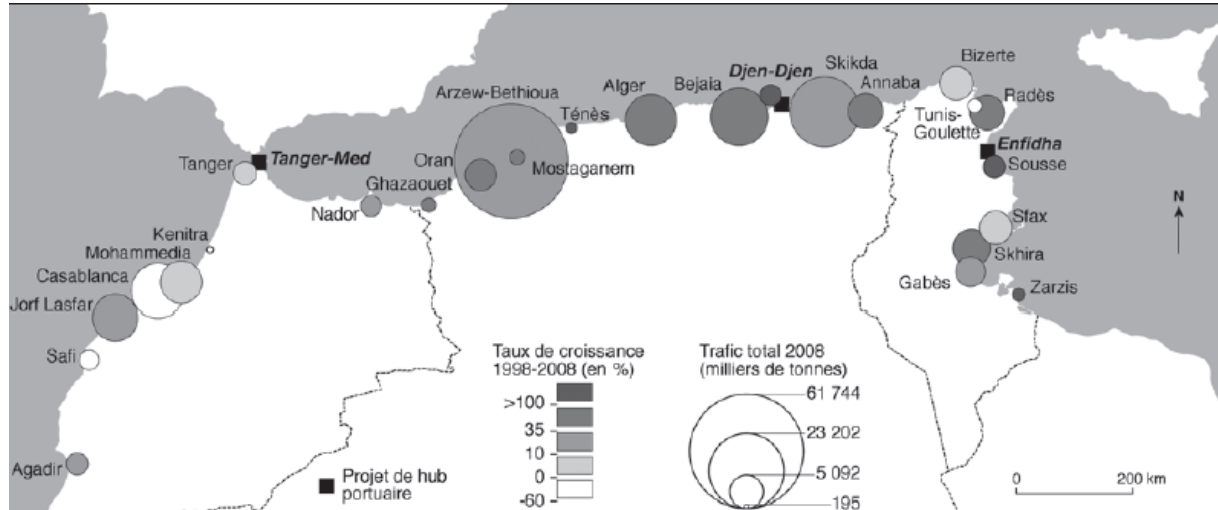 Bizerte
Skikda
Djen-Djen
Annaba
Alger
Bejaia
Arzew-Bethioua
Radès
Ténès
Tunis-
Goulette
Enfidha
Tanger
Tanger-Med
Oran
Mostaganem
Sousse
Ghazaouet
N
Nador
Sfax
Kenitra
Mohammedia
Skhira
Casablanca
Gabès
Zarzis
Jorf Lasfar
Safi
Agadir
Projet de hub
portuaire
Taux de croissance
1998-2008 (en %)
>100
35
10
0
-60
Trafic total 2008
(milliers de tonnes)
61 744
23 202
5 092
195
0
200 km